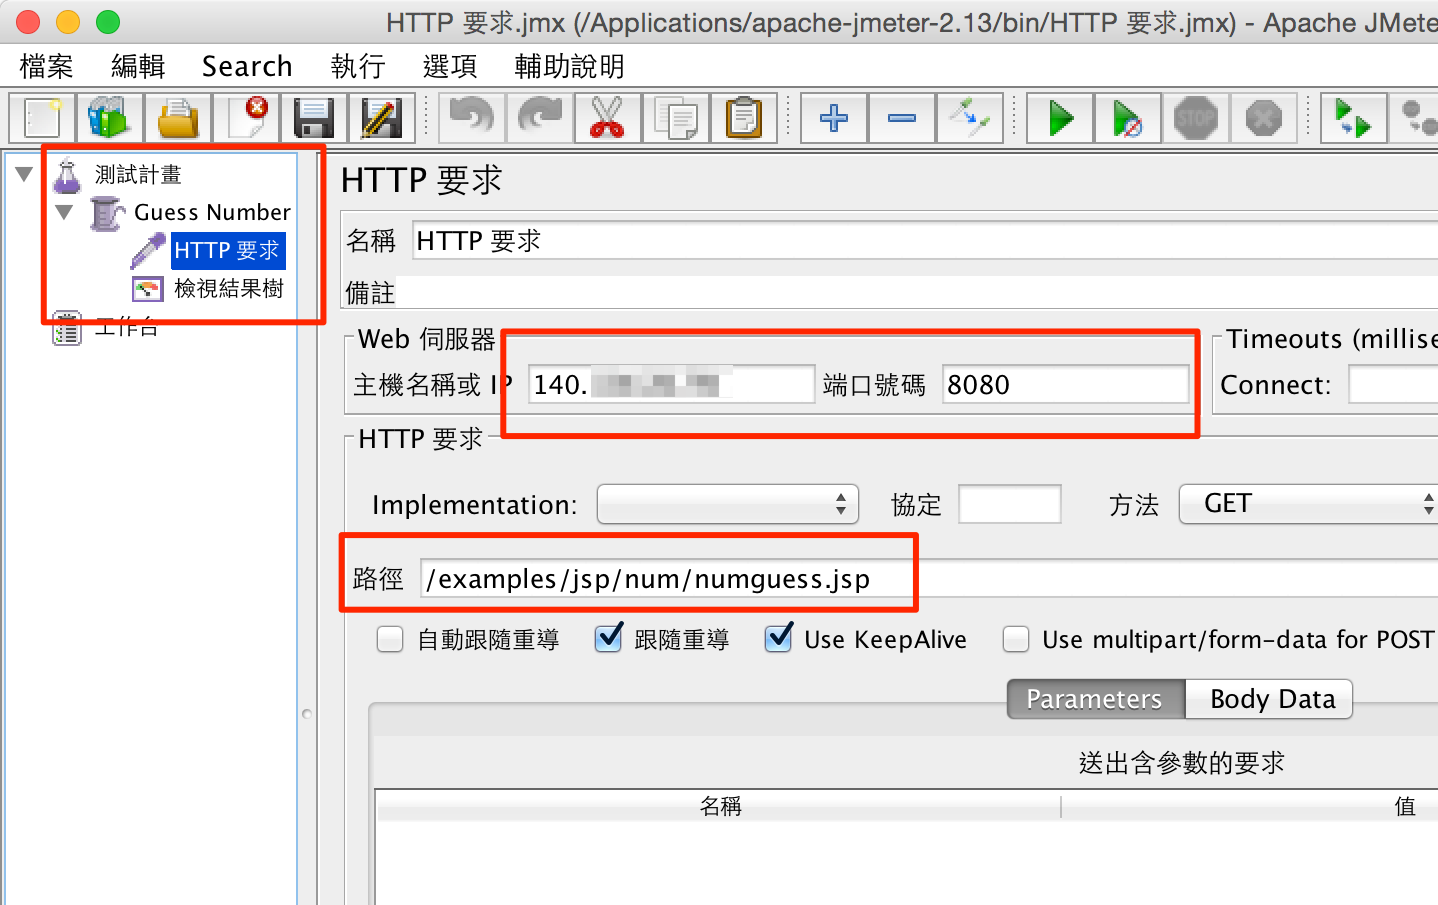 HTTP 要求.jmx (/Applications/apache-jmeter-2.13/bin/HTTP 要求.jmx) - Apache JMete
檔案 編輯 Search 執行 選項 輔助說明
STOP
測試計畫
Guess Number
HTTP 要求
檢視結果樹
工作台
HTTP 要求
名稱 HTTP 要求
備註
Web 伺服器
主機名稱或 IP 140. 端口號碼 8080
Timeouts (millise
Connect:
HTTP 要求
Implementation: 協定 方法 GET
路徑 /examples/jsp/num/numguess.jsp
自動跟隨重導 跟隨重導 Use KeepAlive Use multipart/form-data for POST
Parameters Body Data
送出含參數的要求
名稱 值